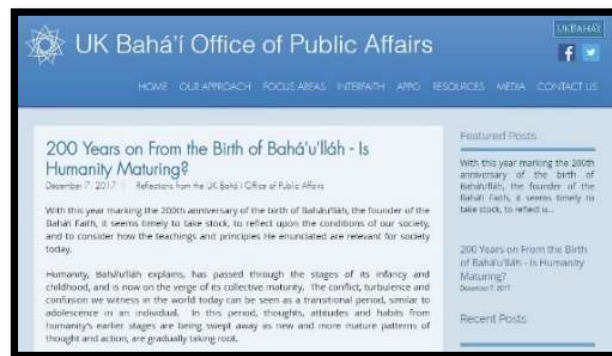 UKBAHÁ'Í
UK Bahá'í Office of Public Affairs
HOME OUR APPROACH FOCUS AREAS INTERFAITH APPG RESOURCES MEDIA CONTACT US
200 Years on From the Birth of Bahá'u'lláh - Is
Humanity Maturing?
December 7, 2017 | Reflections from the UK Bahá'í Office of Public Affairs
With this year marking the 200th anniversary of the birth of Bahá'u'lláh, the founder of the
Bahá'í Faith, it seems timely to take stock, to reflect upon the conditions of our society,
and to consider how the teachings and principles He enunciated are relevant for society
today.
Humanity, Bahá'u'lláh explains, has passed through the stages of its infancy and
childhood, and is now on the verge of its collective maturity. The conflict, turbulence and
confusion we witness in the world today can be seen as a transitional period, similar to
adolescence in an individual. In this period, thoughts, attitudes and habits from
humanity's earlier stages are being swept away as new and more mature patterns of
thought and action, are gradually taking root.
Featured Posts
With this year marking the 200th
anniversary of the birth of
Bahá'u'lláh, the founder of the
Bahá'í Faith, it seems timely to
take stock, to reflect u...
200 Years on From the Birth
of Bahá'u'lláh - Is Humanity
Maturing?
December 7, 2017
Recent Posts